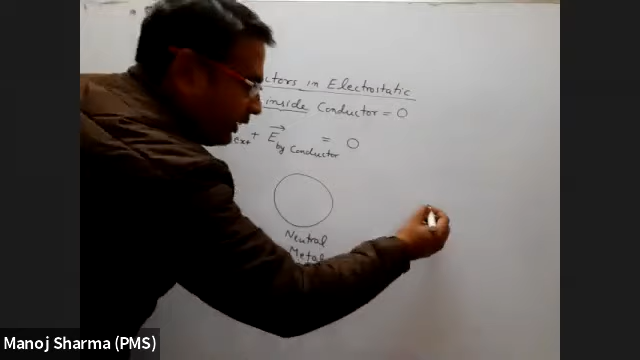 ctors in Electrostatic
inside Conductor = 0
ext + E by Conductor = 0
Neutral
Metal
Manoj Sharma (PMS)